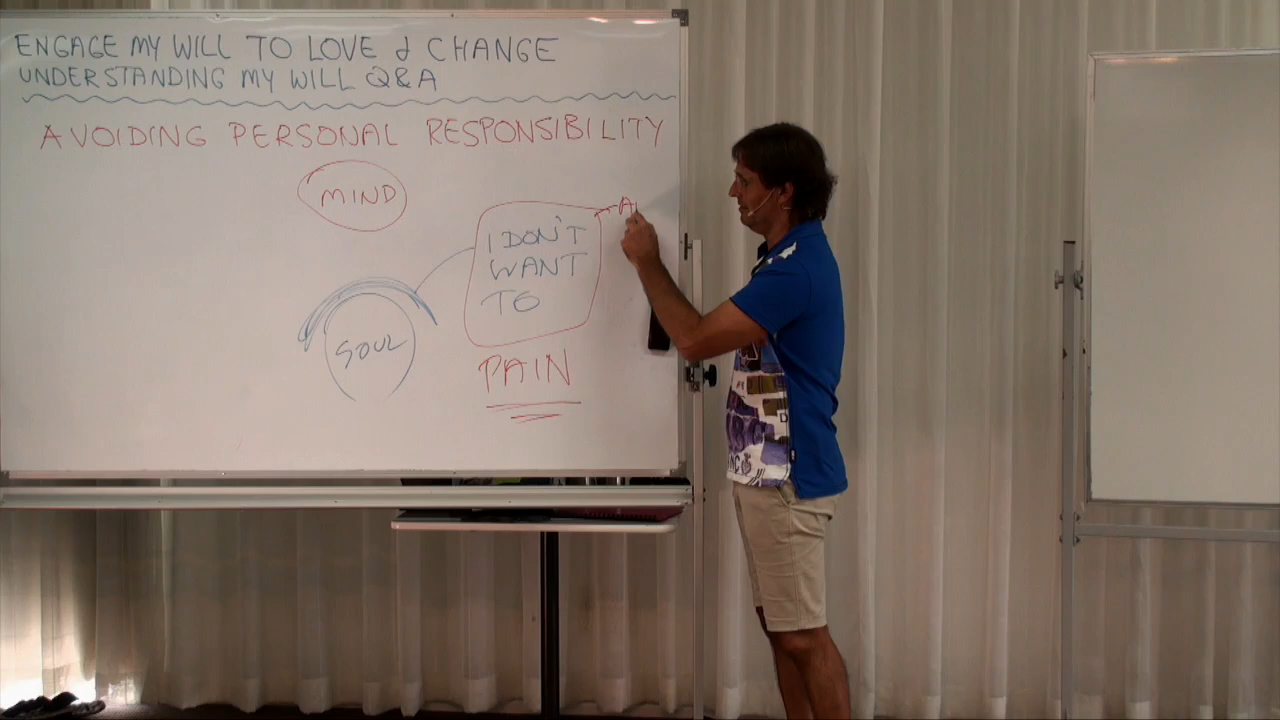 ENGAGE MY WILL TO LOVE & CHANGE
UNDERSTANDING MY WILL Q&A
AVOIDING PERSONAL RESPONSIBILITY
MIND
I DON'T
WANT
TO
SOUL
PAIN
A